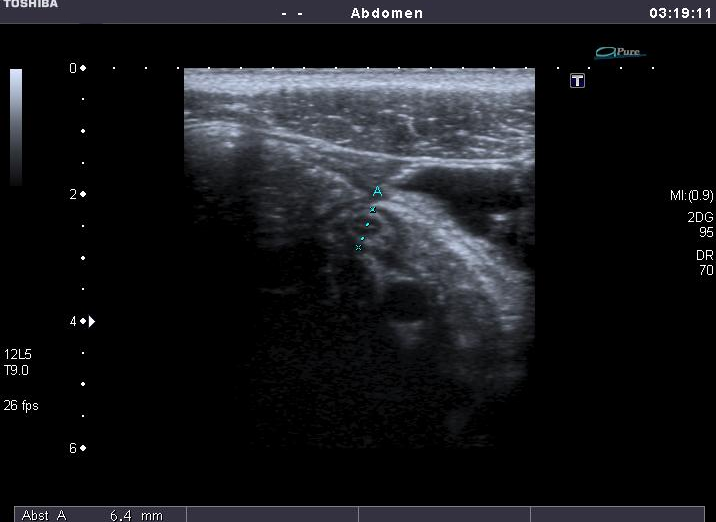 TOSHIBA
- - Abdomen 03:19:11
Pure
0
T
A
2
MI:(0.9)
2DG
95
DR
70
4
12L5
T9.0
26 fps
6
Abst A 6.4 mm